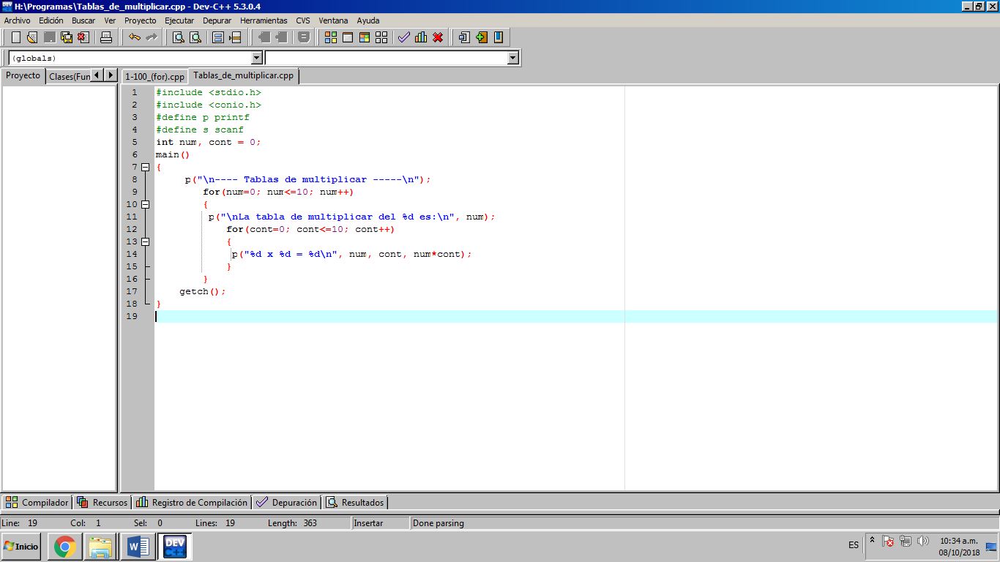 H:\Programas\Tablas_de_multiplicar.cpp - Dev-C++ 5.3.0.4
Archivo Edición Buscar Ver Proyecto Ejecutar Depurar Herramientas CVS Ventana Ayuda
(globals)
Proyecto Clases(Fun 1-100_(for).cpp Tablas_de_multiplicar.cpp
1 #include <stdio.h>
2 #include <conio.h>
3 #define p printf
4 #define s scanf
5 int num, cont = 0;
6 main()
7 {
8 p("\n---- Tablas de multiplicar -----\n");
9 for(num=0; num<=10; num++)
10 {
11 p("\nLa tabla de multiplicar del %d es:\n", num);
12 for(cont=0; cont<=10; cont++)
13 {
14 p("%d x %d = %d\n", num, cont, num*cont);
15 }
16 }
17 getch();
18 }
19
Compilador Recursos Registro de Compilación Depuración Resultados
Line: 19 Col: 1 Sel: 0 Lines: 19 Length: 363 Insertar Done parsing
Inicio W DEV C++ ES 10:34 a.m.
08/10/2018